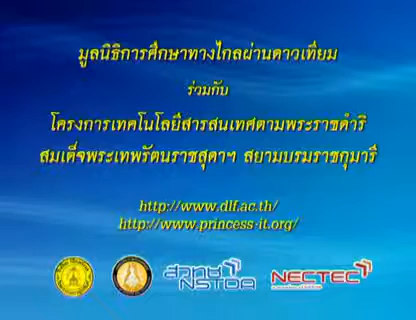 มูลนิธิการศึกษาทางไกลผ่านดาวเทียม
ร่วมกับ
โครงการเทคโนโลยีสารสนเทศตามพระราชดำริ
สมเด็จพระเทพรัตนราชสุดาฯ สยามบรมราชกุมารี
http://www.dlf.ac.th/
http://www.princess-it.org/
สวทช NECTEC
NSTDA